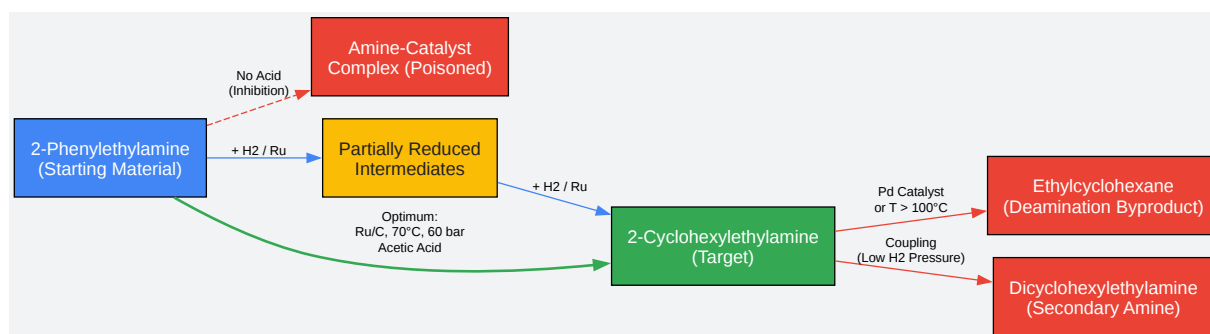 Amine-Catalyst
Complex (Poisoned)
No Acid
(Inhibition)
2-Phenylethylamine
(Starting Material)
+ H2 / Ru
Partially Reduced
Intermediates
+ H2 / Ru
Optimum:
Ru/C, 70°C, 60 bar
Acetic Acid
2-Cyclohexylethylamine
(Target)
Pd Catalyst
or T > 100°C
Ethylcyclohexane
(Deamination Byproduct)
Coupling
(Low H2 Pressure)
Dicyclohexylethylamine
(Secondary Amine)